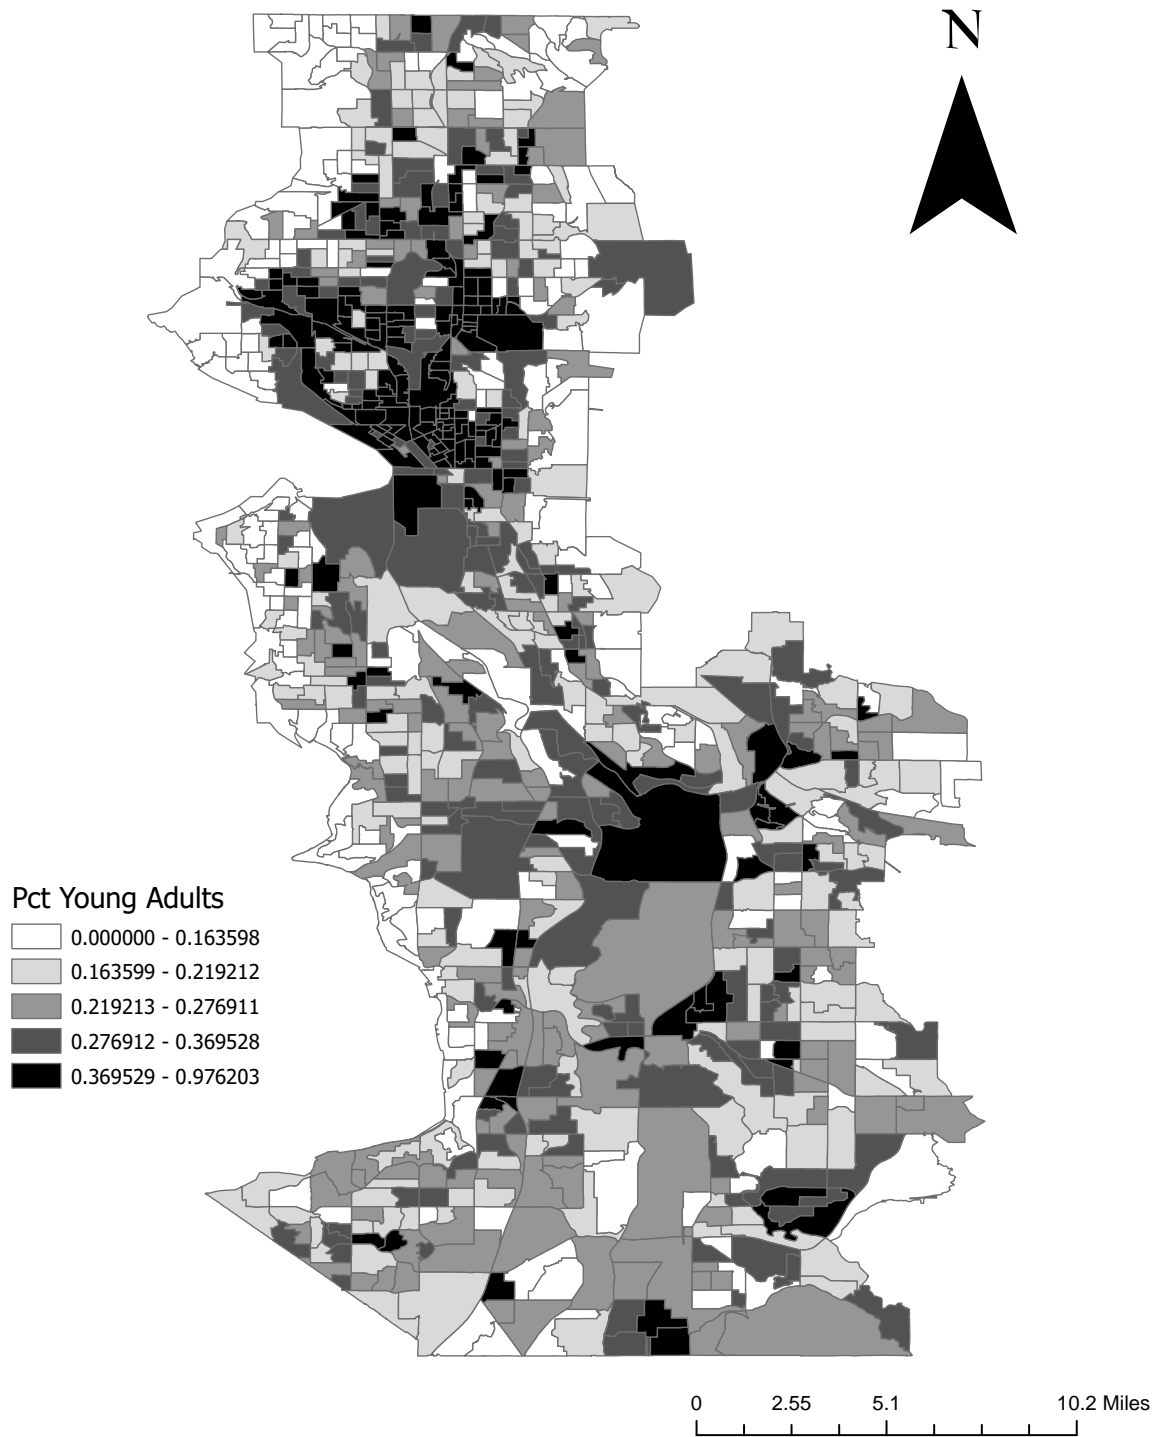 N
Pct Young Adults
0.000000 - 0.163598
0.163599 - 0.219212
0.219213 - 0.276911
0.276912 - 0.369528
0.369529 - 0.976203
0 2.55 5.1 10.2 Miles